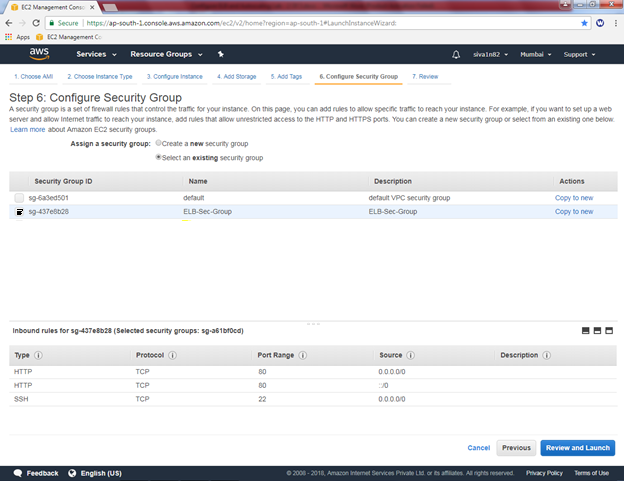 EC2 Management Conso
Secure https://ap-south-1.console.aws.amazon.com/ec2/v2/home?region=ap-south-1#LaunchInstanceWizard:
Apps EC2 Management Co
aws Services Resource Groups siva1n82 Mumbai Support
1. Choose AMI 2. Choose Instance Type 3. Configure Instance 4. Add Storage 5. Add Tags 6. Configure Security Group 7. Review
Step 6: Configure Security Group
A security group is a set of firewall rules that control the traffic for your instance. On this page, you can add rules to allow specific traffic to reach your instance. For example, if you want to set up a web
server and allow Internet traffic to reach your instance, add rules that allow unrestricted access to the HTTP and HTTPS ports. You can create a new security group or select from an existing one below.
Learn more about Amazon EC2 security groups.
Assign a security group: Create a new security group
Select an existing security group
Security Group ID Name Description Actions
sg-6a3ed501 default default VPC security group Copy to new
sg-437e8b28 ELB-Sec-Group ELB-Sec-Group Copy to new
Inbound rules for sg-437e8b28 (Selected security groups: sg-a61bf0cd)
Type Protocol Port Range Source Description
HTTP TCP 80 0.0.0.0/0
HTTP TCP 80 ::/0
SSH TCP 22 0.0.0.0/0
Cancel Previous Review and Launch
Feedback English (US) © 2008 - 2018, Amazon Internet Services Private Ltd. or its affiliates. All rights reserved. Privacy Policy Terms of Use